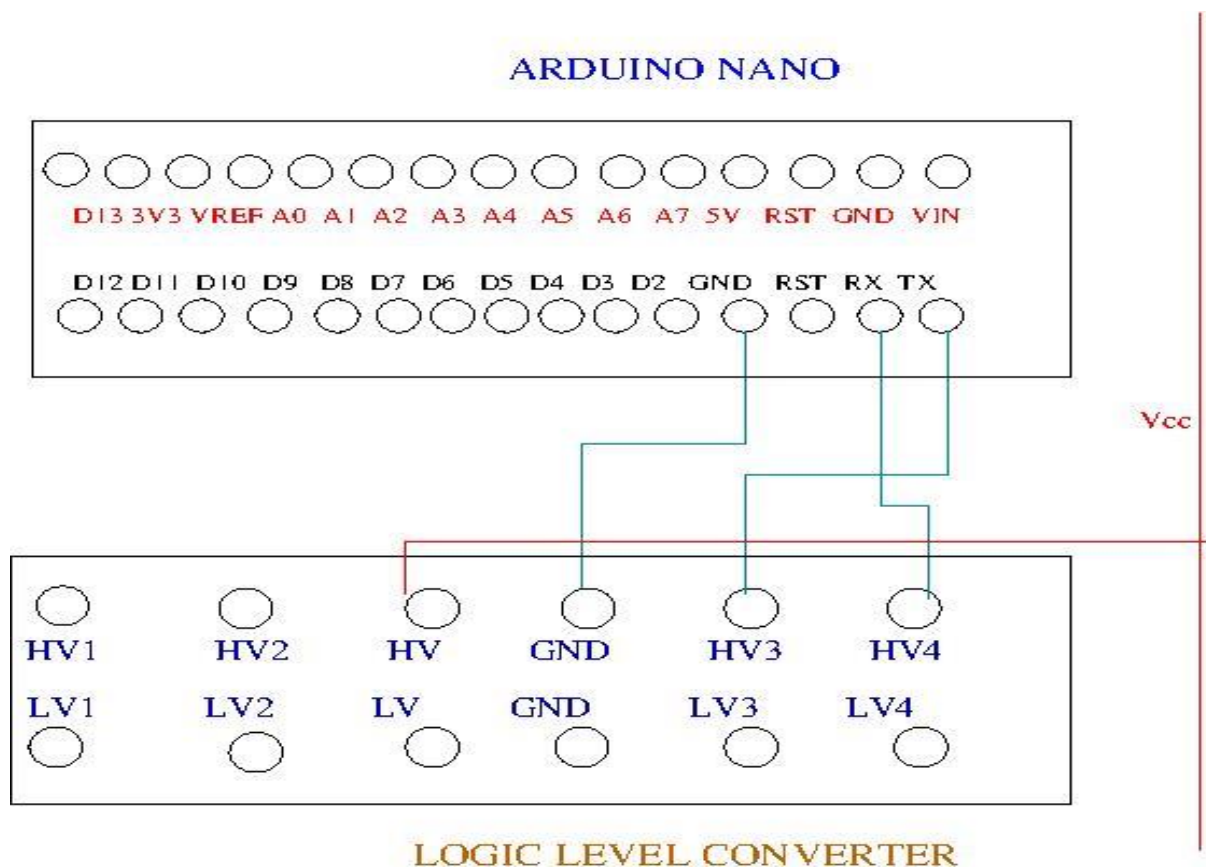 ARDUINO NANO
D13 3V3 VREF A0 A1 A2 A3 A4 A5 A6 A7 5V RST GND VIN
D12 D11 D10 D9 D8 D7 D6 D5 D4 D3 D2 GND RST RX TX
Vcc
HV1 HV2 HV GND HV3 HV4
LV1 LV2 LV GND LV3 LV4
LOGIC LEVEL CONVERTER